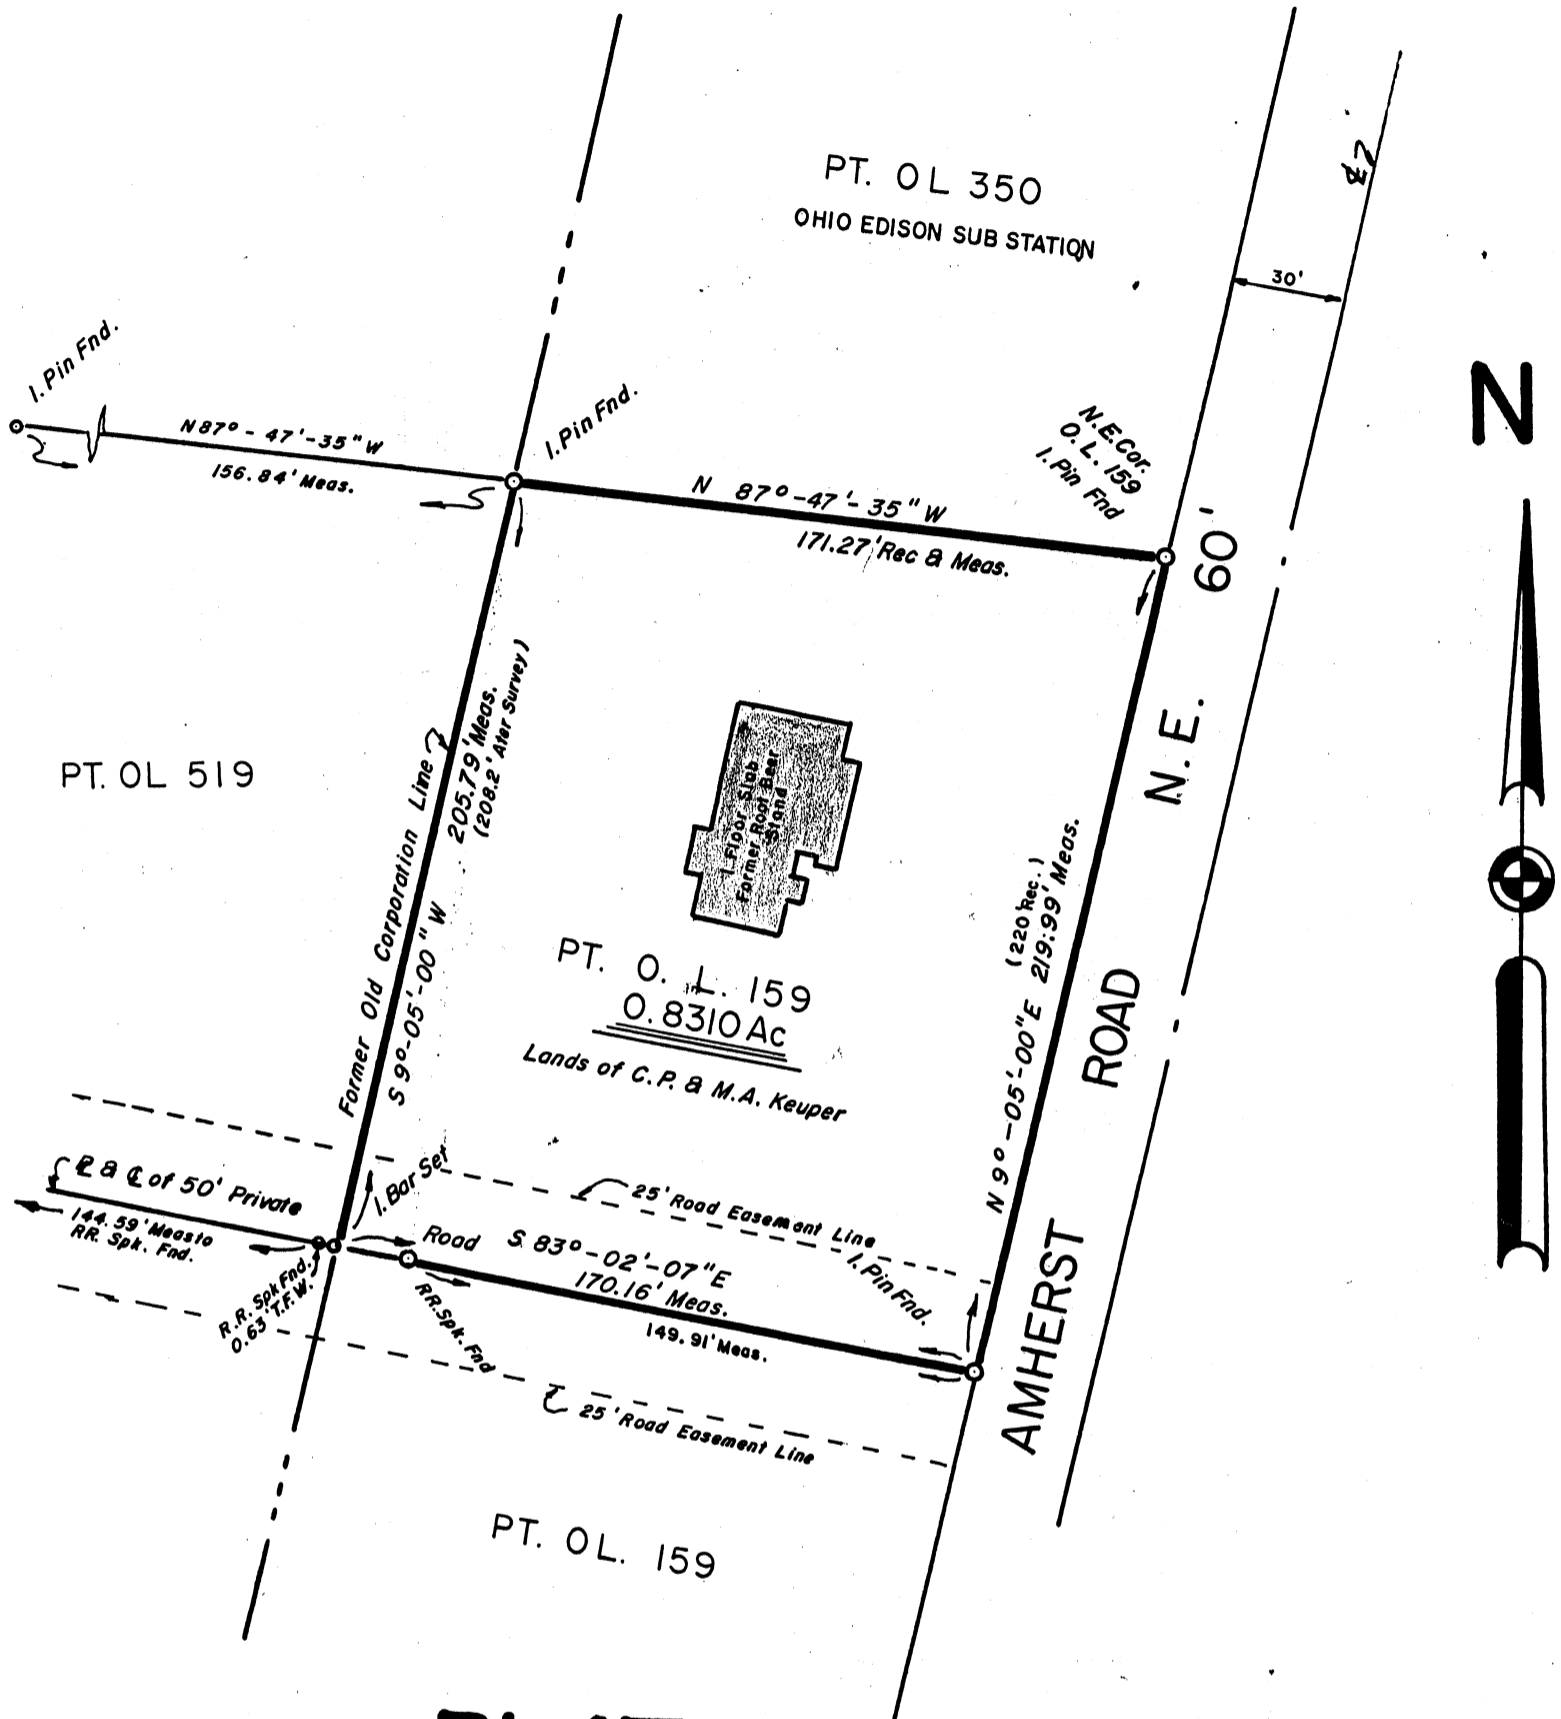 PT. OL 350
OHIO EDISON SUB STATION
30'
N
I. Pin Fnd.
N 87° - 47' - 35" W
156.84' Meas.
I. Pin Fnd.
N 87° - 47' - 35" W
171.27' Rec & Meas.
N.E. Cor.
O. L. 159
I. Pin Fnd
60'
N. E.
ROAD
AMHERST
PT. OL 519
Former Old Corporation Line
S 9° - 05' - 00" W 205.79' Meas.
(208.2' Ater Survey)
1. Floor Slab
Former Root Beer
Stand
(220' Rec.)
N 9° - 05' - 00" E 219.99' Meas.
PT. O. L. 159
0.8310 Ac
Lands of C.P. & M.A. Keuper
℄ of 50' Private
Road
144.59' Meas to
RR. Spk. Fnd.
I. Bar Set
25' Road Easement Line
S 83° - 02' - 07" E
170.16' Meas.
149.91' Meas.
I. Pin Fnd.
R.R. Spk Fnd.
0.63' T.F.W.
RR. Spk. Fnd
25' Road Easement Line
PT. OL. 159